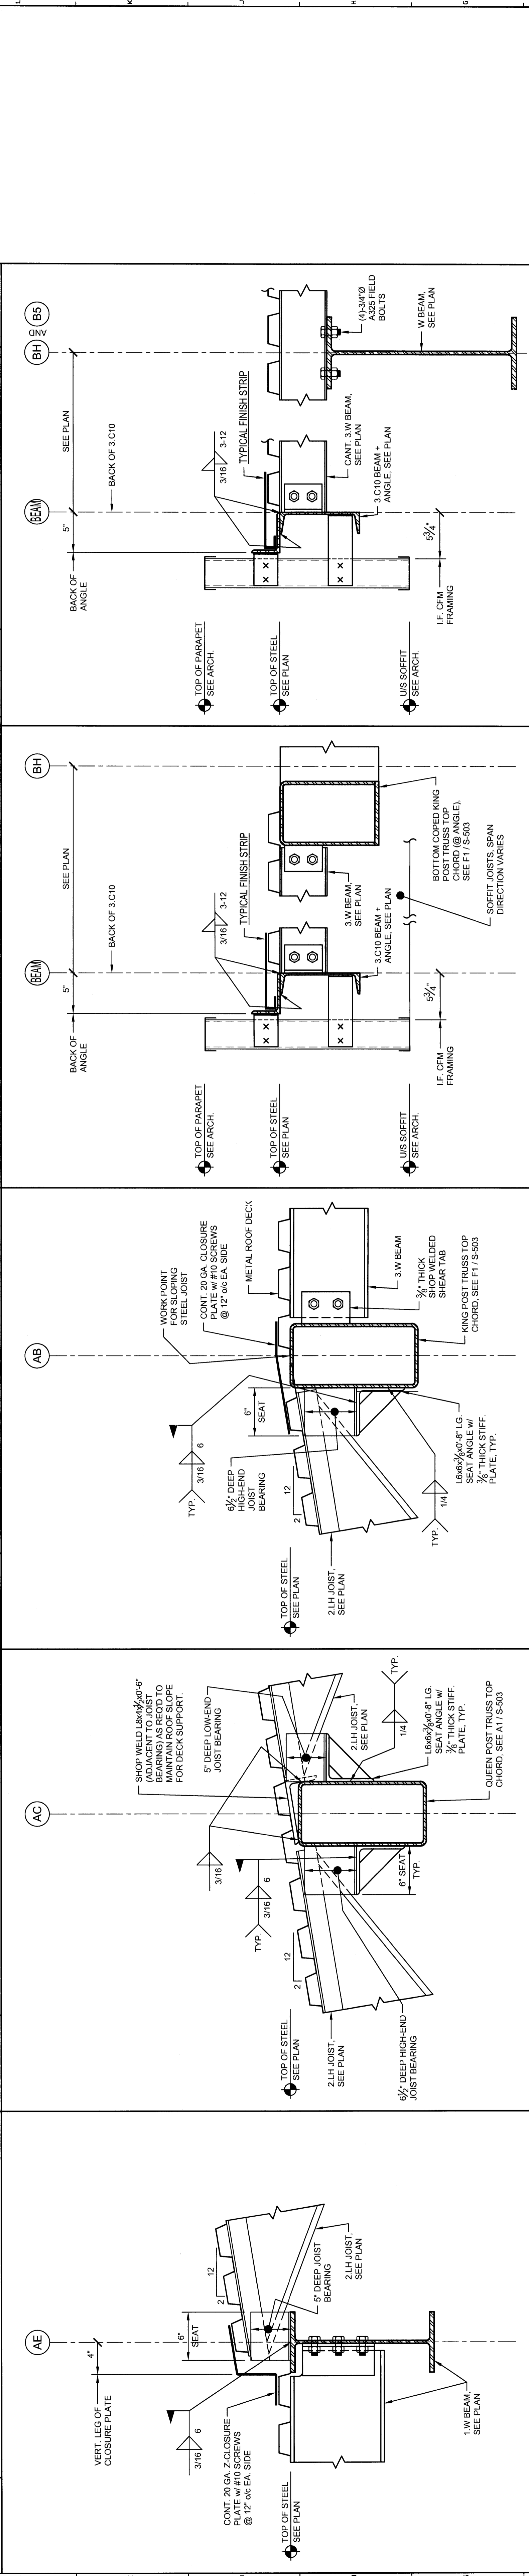 L
K
J
H
G
AE
4"
VERT. LEG OF
CLOSURE PLATE
3/16
6
6"
SEAT
12
2
CONT. 20 GA. Z-CLOSURE
PLATE w/ #10 SCREWS
@ 12" o/c EA. SIDE
5" DEEP JOIST
BEARING
2.LH JOIST,
SEE PLAN
TOP OF STEEL
SEE PLAN
1.W BEAM,
SEE PLAN
AC
SHOP WELD L8x4x½x0'-6"
(ADJACENT TO JOIST
BEARING) AS REQ'D TO
MAINTAIN ROOF SLOPE
FOR DECK SUPPORT.
3/16
5" DEEP LOW-END
JOIST BEARING
TYP.
3/16
6
12
2
TOP OF STEEL
SEE PLAN
2.LH JOIST,
SEE PLAN
2.LH JOIST,
SEE PLAN
TYP.
1/4
6" SEAT
TYP.
L6x6x⅜x0'-8" LG.
SEAT ANGLE w/
⅜" THICK STIFF.
PLATE, TYP.
6½" DEEP HIGH-END
JOIST BEARING
QUEEN POST TRUSS TOP
CHORD, SEE A1 / S-503
AB
WORK POINT
FOR SLOPING
STEEL JOIST
CONT. 20 GA. CLOSURE
PLATE w/ #10 SCREWS
@ 12" o/c EA. SIDE
METAL ROOF DECK
TYP.
3/16
6
6"
SEAT
6½" DEEP
HIGH-END
JOIST
BEARING
12
2
TOP OF STEEL
SEE PLAN
2.LH JOIST,
SEE PLAN
3.W BEAM
⅜" THICK
SHOP WELDED
SHEAR TAB
TYP.
1/4
L6x6x⅜x0'-8" LG.
SEAT ANGLE w/
⅜" THICK STIFF.
PLATE, TYP.
KING POST TRUSS TOP
CHORD, SEE F1 / S-503
BEAM
BH
SEE PLAN
5"
BACK OF
ANGLE
BACK OF 3.C10
TOP OF PARAPET
SEE ARCH.
3/16
3-12
TYPICAL FINISH STRIP
TOP OF STEEL
SEE PLAN
3.W BEAM,
SEE PLAN
3.C10 BEAM +
ANGLE, SEE PLAN
BOTTOM COPED KING
POST TRUSS TOP
CHORD (@ ANGLE),
SEE F1 / S-503
U/S SOFFIT
SEE ARCH.
5¾"
I.F. CFM
FRAMING
SOFFIT JOISTS, SPAN
DIRECTION VARIES
BEAM
BH
AND
B5
SEE PLAN
5"
BACK OF
ANGLE
BACK OF 3.C10
TOP OF PARAPET
SEE ARCH.
3/16
3-12
TYPICAL FINISH STRIP
TOP OF STEEL
SEE PLAN
CANT. 3.W BEAM,
SEE PLAN
3.C10 BEAM +
ANGLE, SEE PLAN
(4)-3/4"Ø
A325 FIELD
BOLTS
W BEAM,
SEE PLAN
U/S SOFFIT
SEE ARCH.
5¾"
I.F. CFM
FRAMING